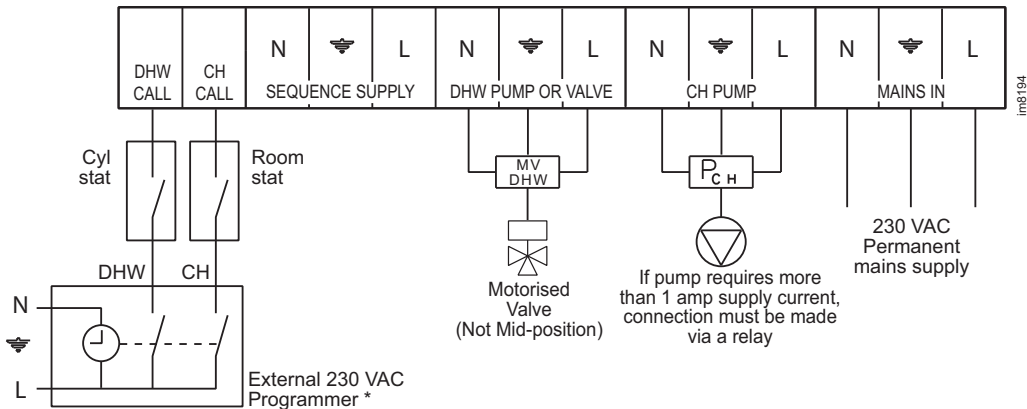 N L N L N L N L
DHW CALL
CH CALL
SEQUENCE SUPPLY
DHW PUMP OR VALVE
CH PUMP
MAINS IN
im8194
Cyl stat
Room stat
MV
DHW
PCH
DHW
CH
230 VAC
Permanent
mains supply
Motorised
Valve
(Not Mid-position)
If pump requires more
than 1 amp supply current,
connection must be made
via a relay
N
L
External 230 VAC
Programmer *